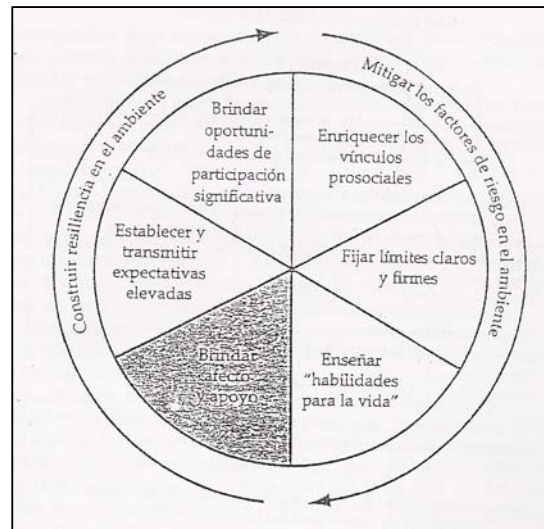 Construir resiliencia en el ambiente
Mitigar los factores de riesgo en el ambiente
Brindar
oportuni-
dades de
participación
significativa
Enriquecer los
vínculos
prosociales
Establecer y
transmitir
expectativas
elevadas
Fijar límites claros
y firmes
Brindar
afecto
y apoyo
Enseñar
"habilidades
para la vida"